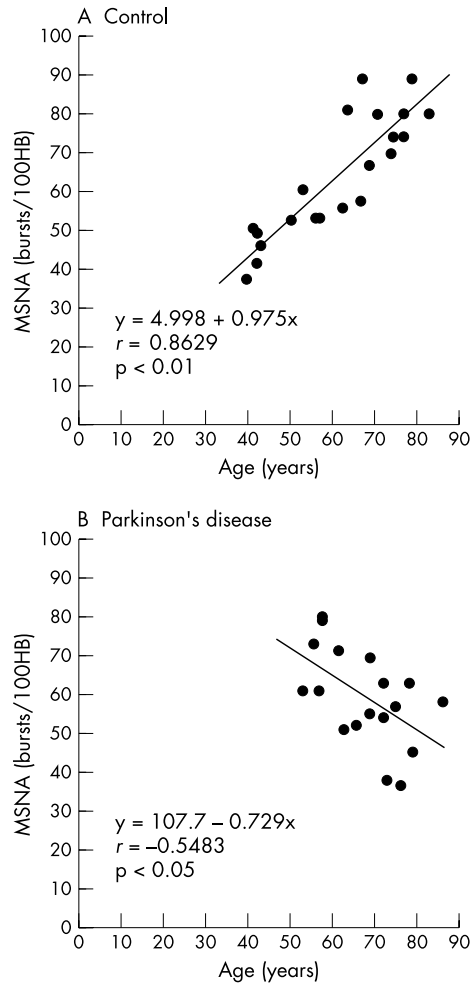 A Control
100
90
80
70
60
50
40
30
20
10
0
MSNA (bursts/100HB)
y = 4.998 + 0.975x
r = 0.8629
p < 0.01
0 10 20 30 40 50 60 70 80 90
Age (years)
B Parkinson's disease
100
90
80
70
60
50
40
30
20
10
0
MSNA (bursts/100HB)
y = 107.7 – 0.729x
r = –0.5483
p < 0.05
0 10 20 30 40 50 60 70 80 90
Age (years)